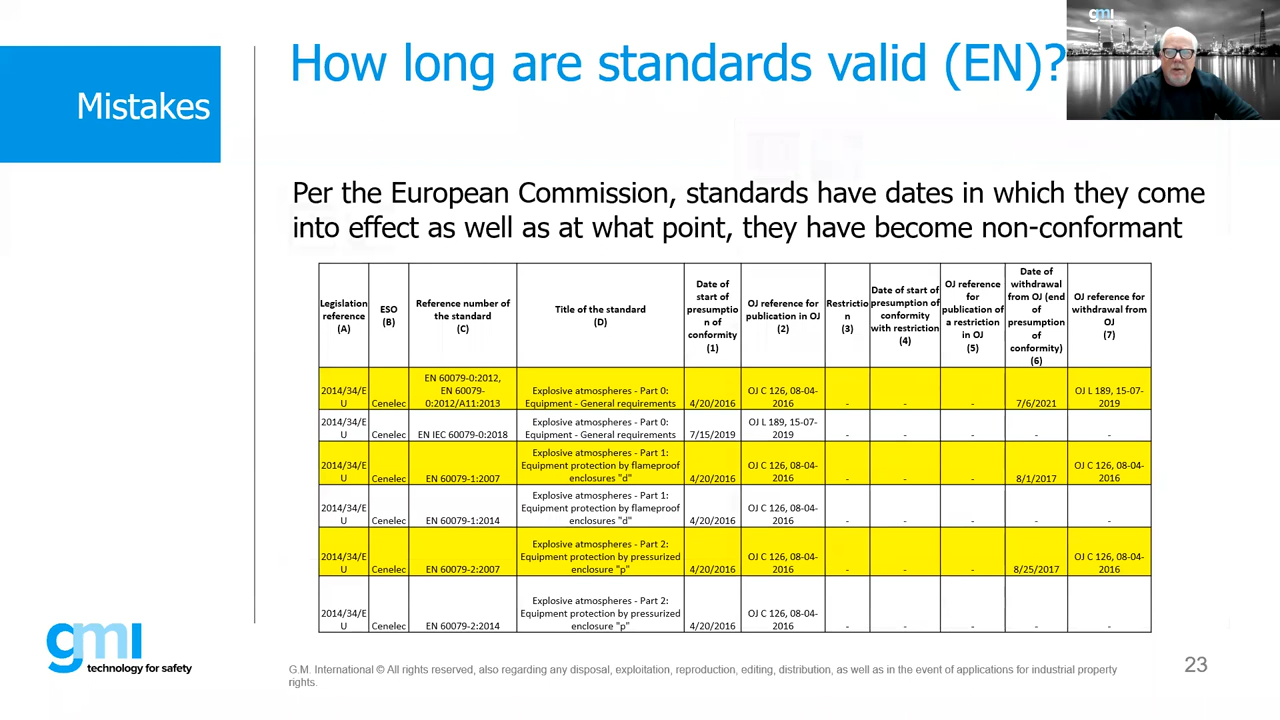 How long are standards valid (EN)?
gmi
Mistakes
Per the European Commission, standards have dates in which they come
into effect as well as at what point, they have become non-conformant
Legislation
reference
(A)
ESO
(B)
Reference number of
the standard
(C)
Title of the standard
(D)
Date of
start of
presumptio
n of
conformity
(1)
OJ reference for
publication in OJ
(2)
Restrictio
n
(3)
Date of start of
presumption of
conformity
with restriction
(4)
OJ reference
for
publication of
a restriction
in OJ
(5)
Date of
withdrawal
from OJ (end
of
presumption
of
conformity)
(6)
OJ reference for
withdrawal from
OJ
(7)
2014/34/E
U
Cenelec
EN 60079-0:2012,
EN 60079-
0:2012/A11:2013
Explosive atmospheres - Part 0:
Equipment - General requirements
4/20/2016
OJ C 126, 08-04-
2016
-
-
-
7/6/2021
OJ L 189, 15-07-
2019
2014/34/E
U
Cenelec
EN IEC 60079-0:2018
Explosive atmospheres - Part 0:
Equipment - General requirements
7/15/2019
OJ L 189, 15-07-
2019
-
-
-
-
-
2014/34/E
U
Cenelec
EN 60079-1:2007
Explosive atmospheres - Part 1:
Equipment protection by flameproof
enclosures "d"
4/20/2016
OJ C 126, 08-04-
2016
-
-
-
8/1/2017
OJ C 126, 08-04-
2016
2014/34/E
U
Cenelec
EN 60079-1:2014
Explosive atmospheres - Part 1:
Equipment protection by flameproof
enclosures "d"
4/20/2016
OJ C 126, 08-04-
2016
-
-
-
-
-
2014/34/E
U
Cenelec
EN 60079-2:2007
Explosive atmospheres - Part 2:
Equipment protection by pressurized
enclosure "p"
4/20/2016
OJ C 126, 08-04-
2016
-
-
-
8/25/2017
OJ C 126, 08-04-
2016
2014/34/E
U
Cenelec
EN 60079-2:2014
Explosive atmospheres - Part 2:
Equipment protection by pressurized
enclosure "p"
4/20/2016
OJ C 126, 08-04-
2016
-
-
-
-
-
gmi
technology for safety
G.M. International © All rights reserved, also regarding any disposal, exploitation, reproduction, editing, distribution, as well as in the event of applications for industrial property
rights.
23